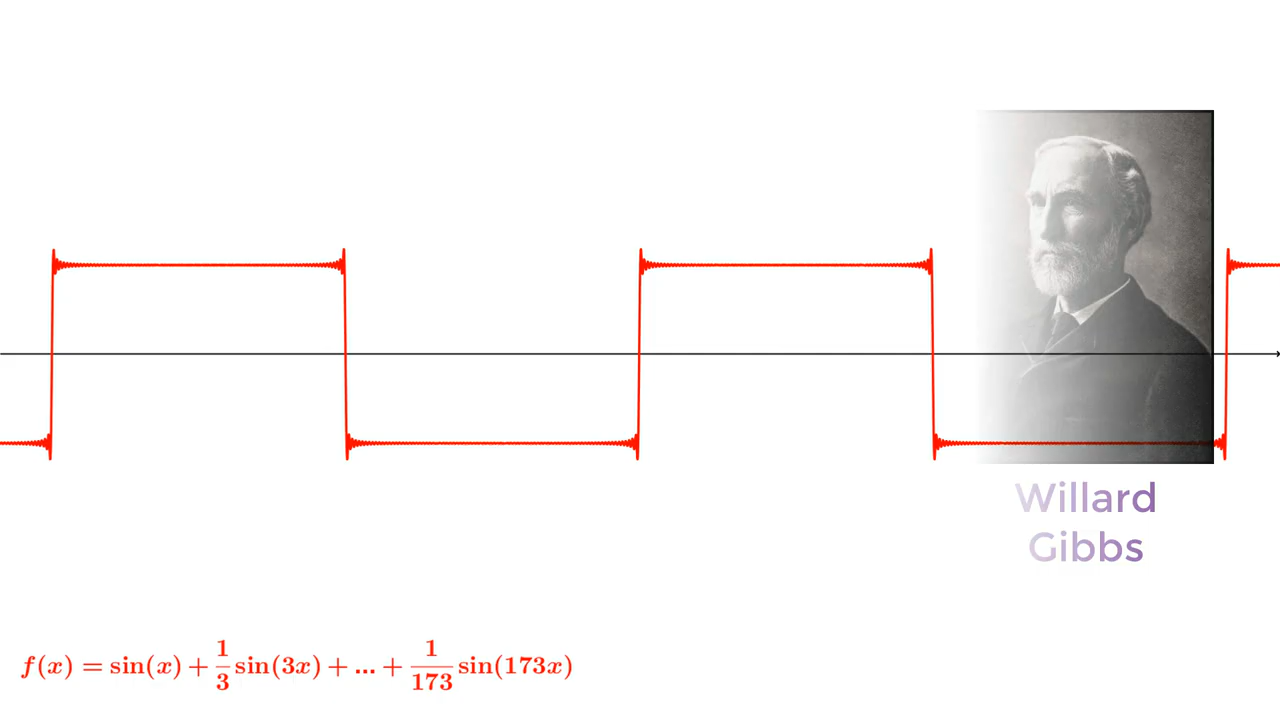 Willard
Gibbs
f(x) = sin(x) + 1/3 sin(3x) + ... + 1/173 sin(173x)